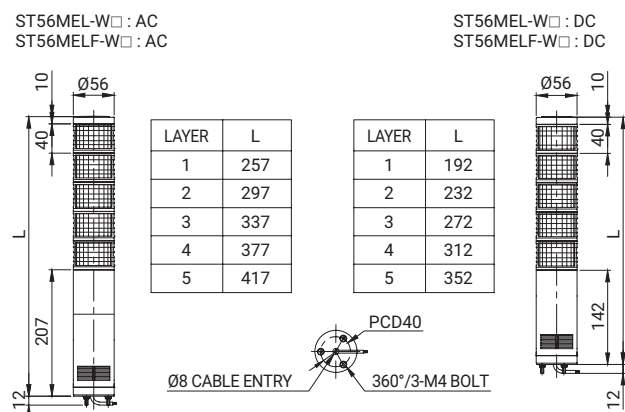 ST56MEL-W□ : AC
ST56MELF-W□ : AC
ST56MEL-W□ : DC
ST56MELF-W□ : DC
10
Ø56
40
L
207
12
LAYER L
1 257
2 297
3 337
4 377
5 417
LAYER L
1 192
2 232
3 272
4 312
5 352
PCD40
Ø8 CABLE ENTRY
360°/3-M4 BOLT
Ø56
10
40
L
142
12